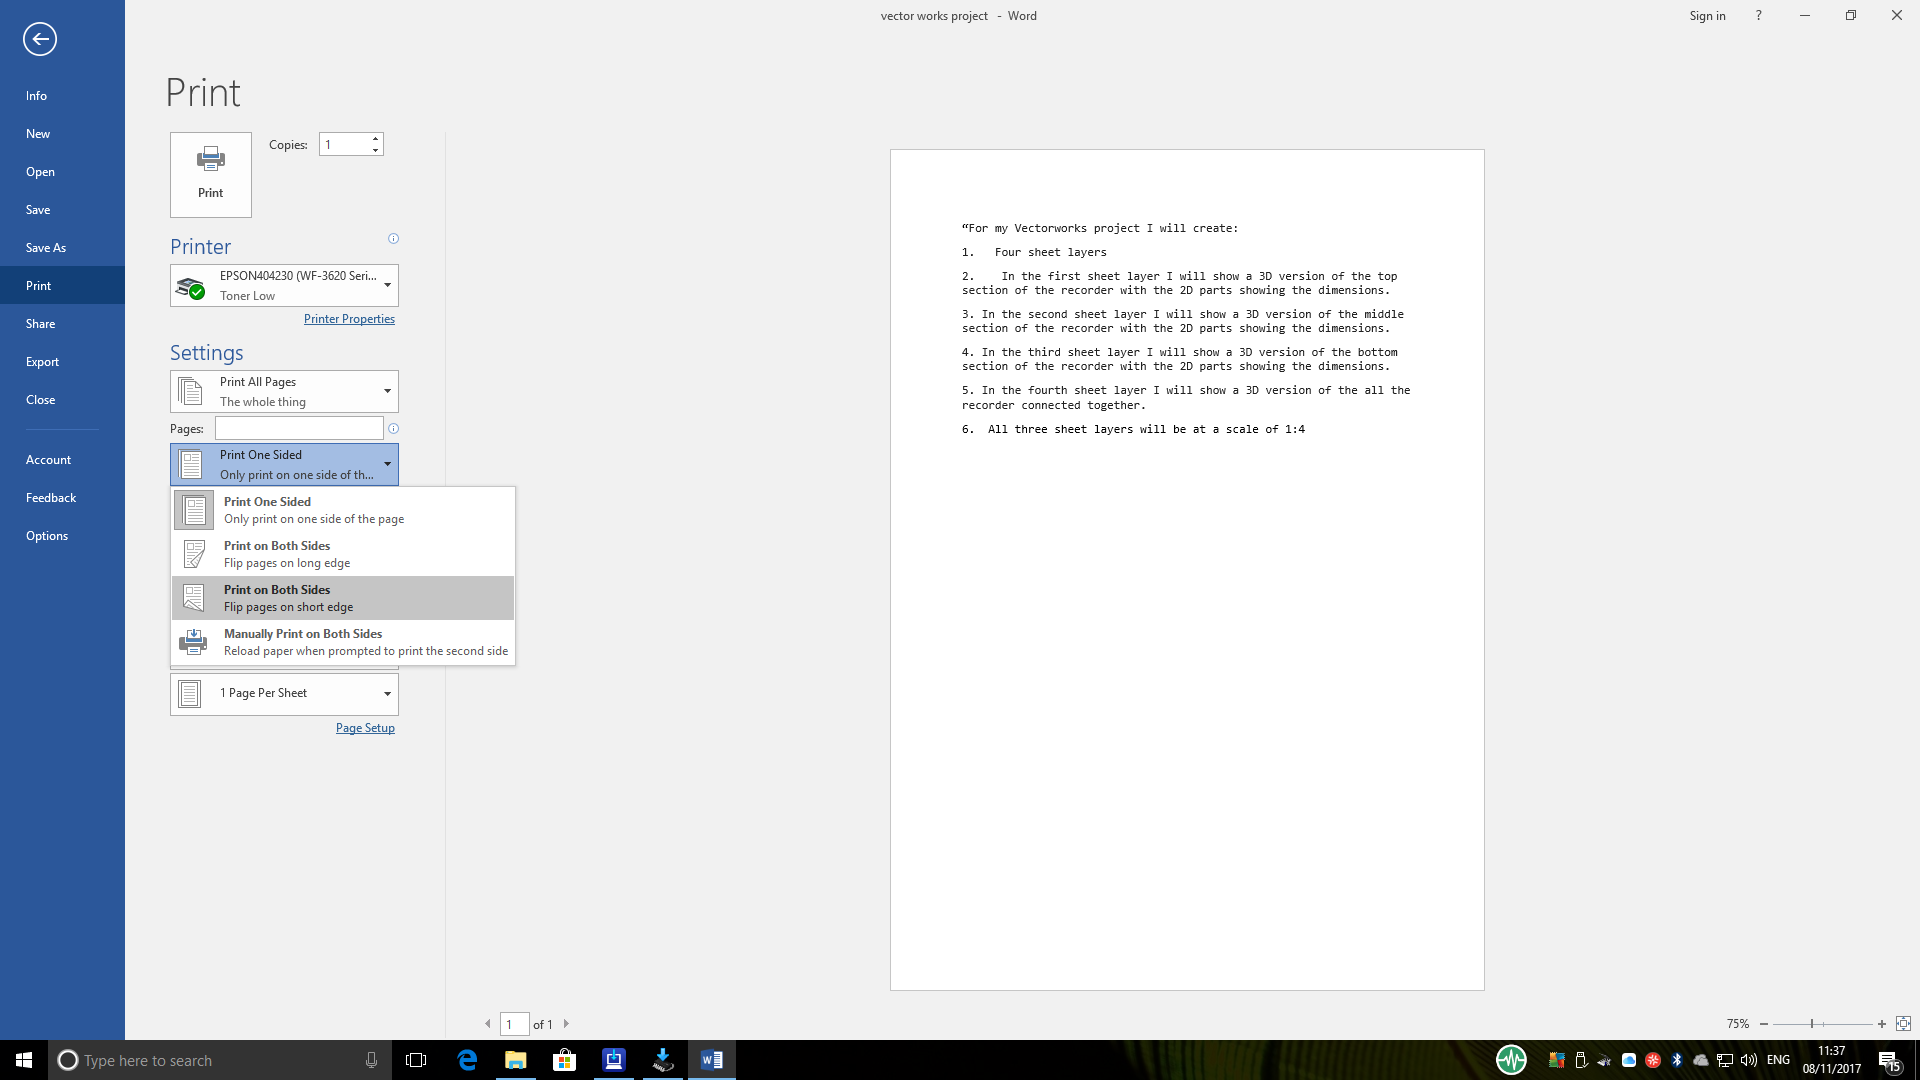 vector works project - Word
Sign in
?
Info
New
Open
Save
Save As
Print
Share
Export
Close
Account
Feedback
Options
Print
Print
Copies: 1
Printer
EPSON404230 (WF-3620 Seri...
Toner Low
Printer Properties
Settings
Print All Pages
The whole thing
Pages:
Print One Sided
Only print on one side of th...
Print One Sided
Only print on one side of the page
Print on Both Sides
Flip pages on long edge
Print on Both Sides
Flip pages on short edge
Manually Print on Both Sides
Reload paper when prompted to print the second side
1 Page Per Sheet
Page Setup
“For my Vectorworks project I will create:
1. Four sheet layers
2. In the first sheet layer I will show a 3D version of the top
section of the recorder with the 2D parts showing the dimensions.
3. In the second sheet layer I will show a 3D version of the middle
section of the recorder with the 2D parts showing the dimensions.
4. In the third sheet layer I will show a 3D version of the bottom
section of the recorder with the 2D parts showing the dimensions.
5. In the fourth sheet layer I will show a 3D version of the all the
recorder connected together.
6. All three sheet layers will be at a scale of 1:4
1 of 1
75%
Type here to search
ENG
11:37
08/11/2017
15